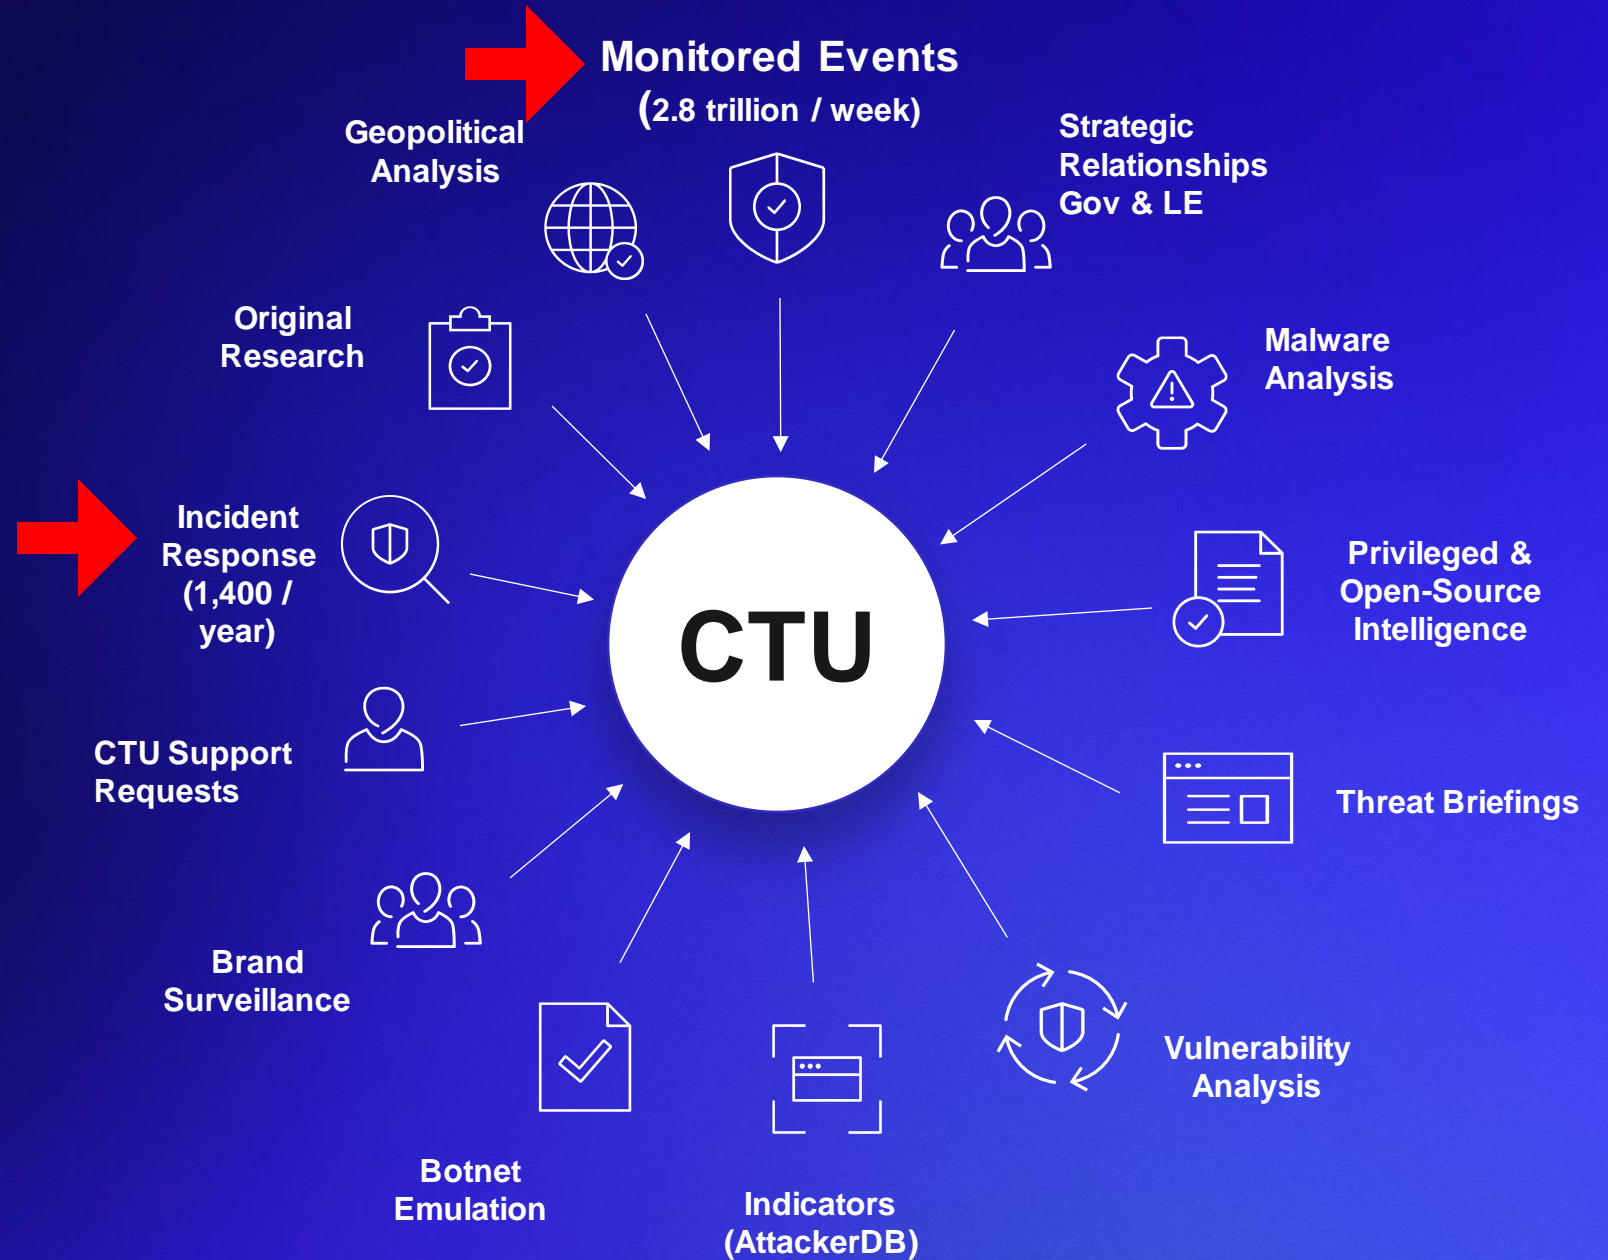 Monitored Events
(2.8 trillion / week)
Geopolitical
Analysis
Strategic
Relationships
Gov & LE
Original
Research
Malware
Analysis
Incident
Response
(1,400 /
year)
Privileged &
Open-Source
Intelligence
CTU
CTU Support
Requests
Threat Briefings
Brand
Surveillance
Vulnerability
Analysis
Botnet
Emulation
Indicators
(AttackerDB)